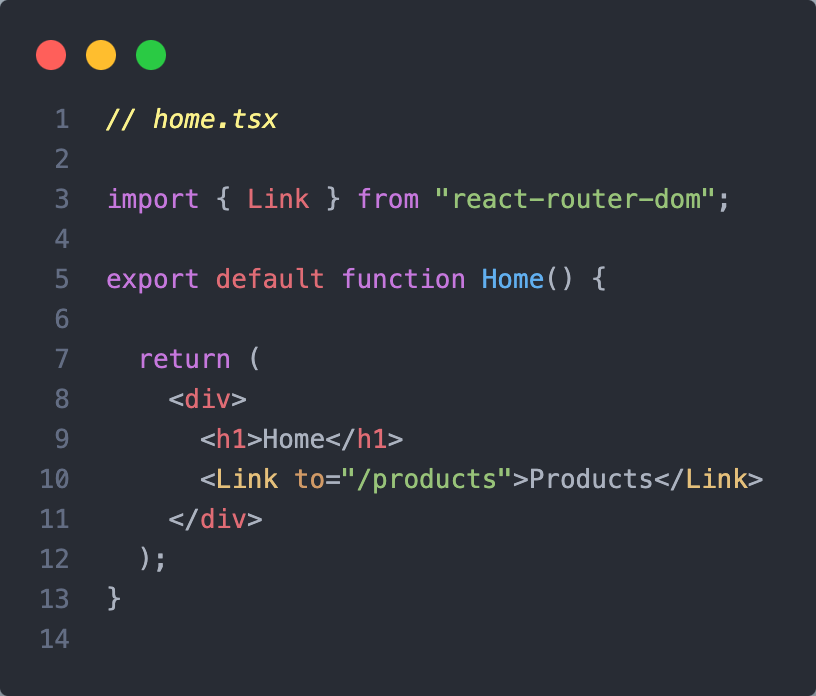 1 // home.tsx
2
3 import { Link } from "react-router-dom";
4
5 export default function Home() {
6
7   return (
8     <div>
9       <h1>Home</h1>
10       <Link to="/products">Products</Link>
11     </div>
12   );
13 }
14